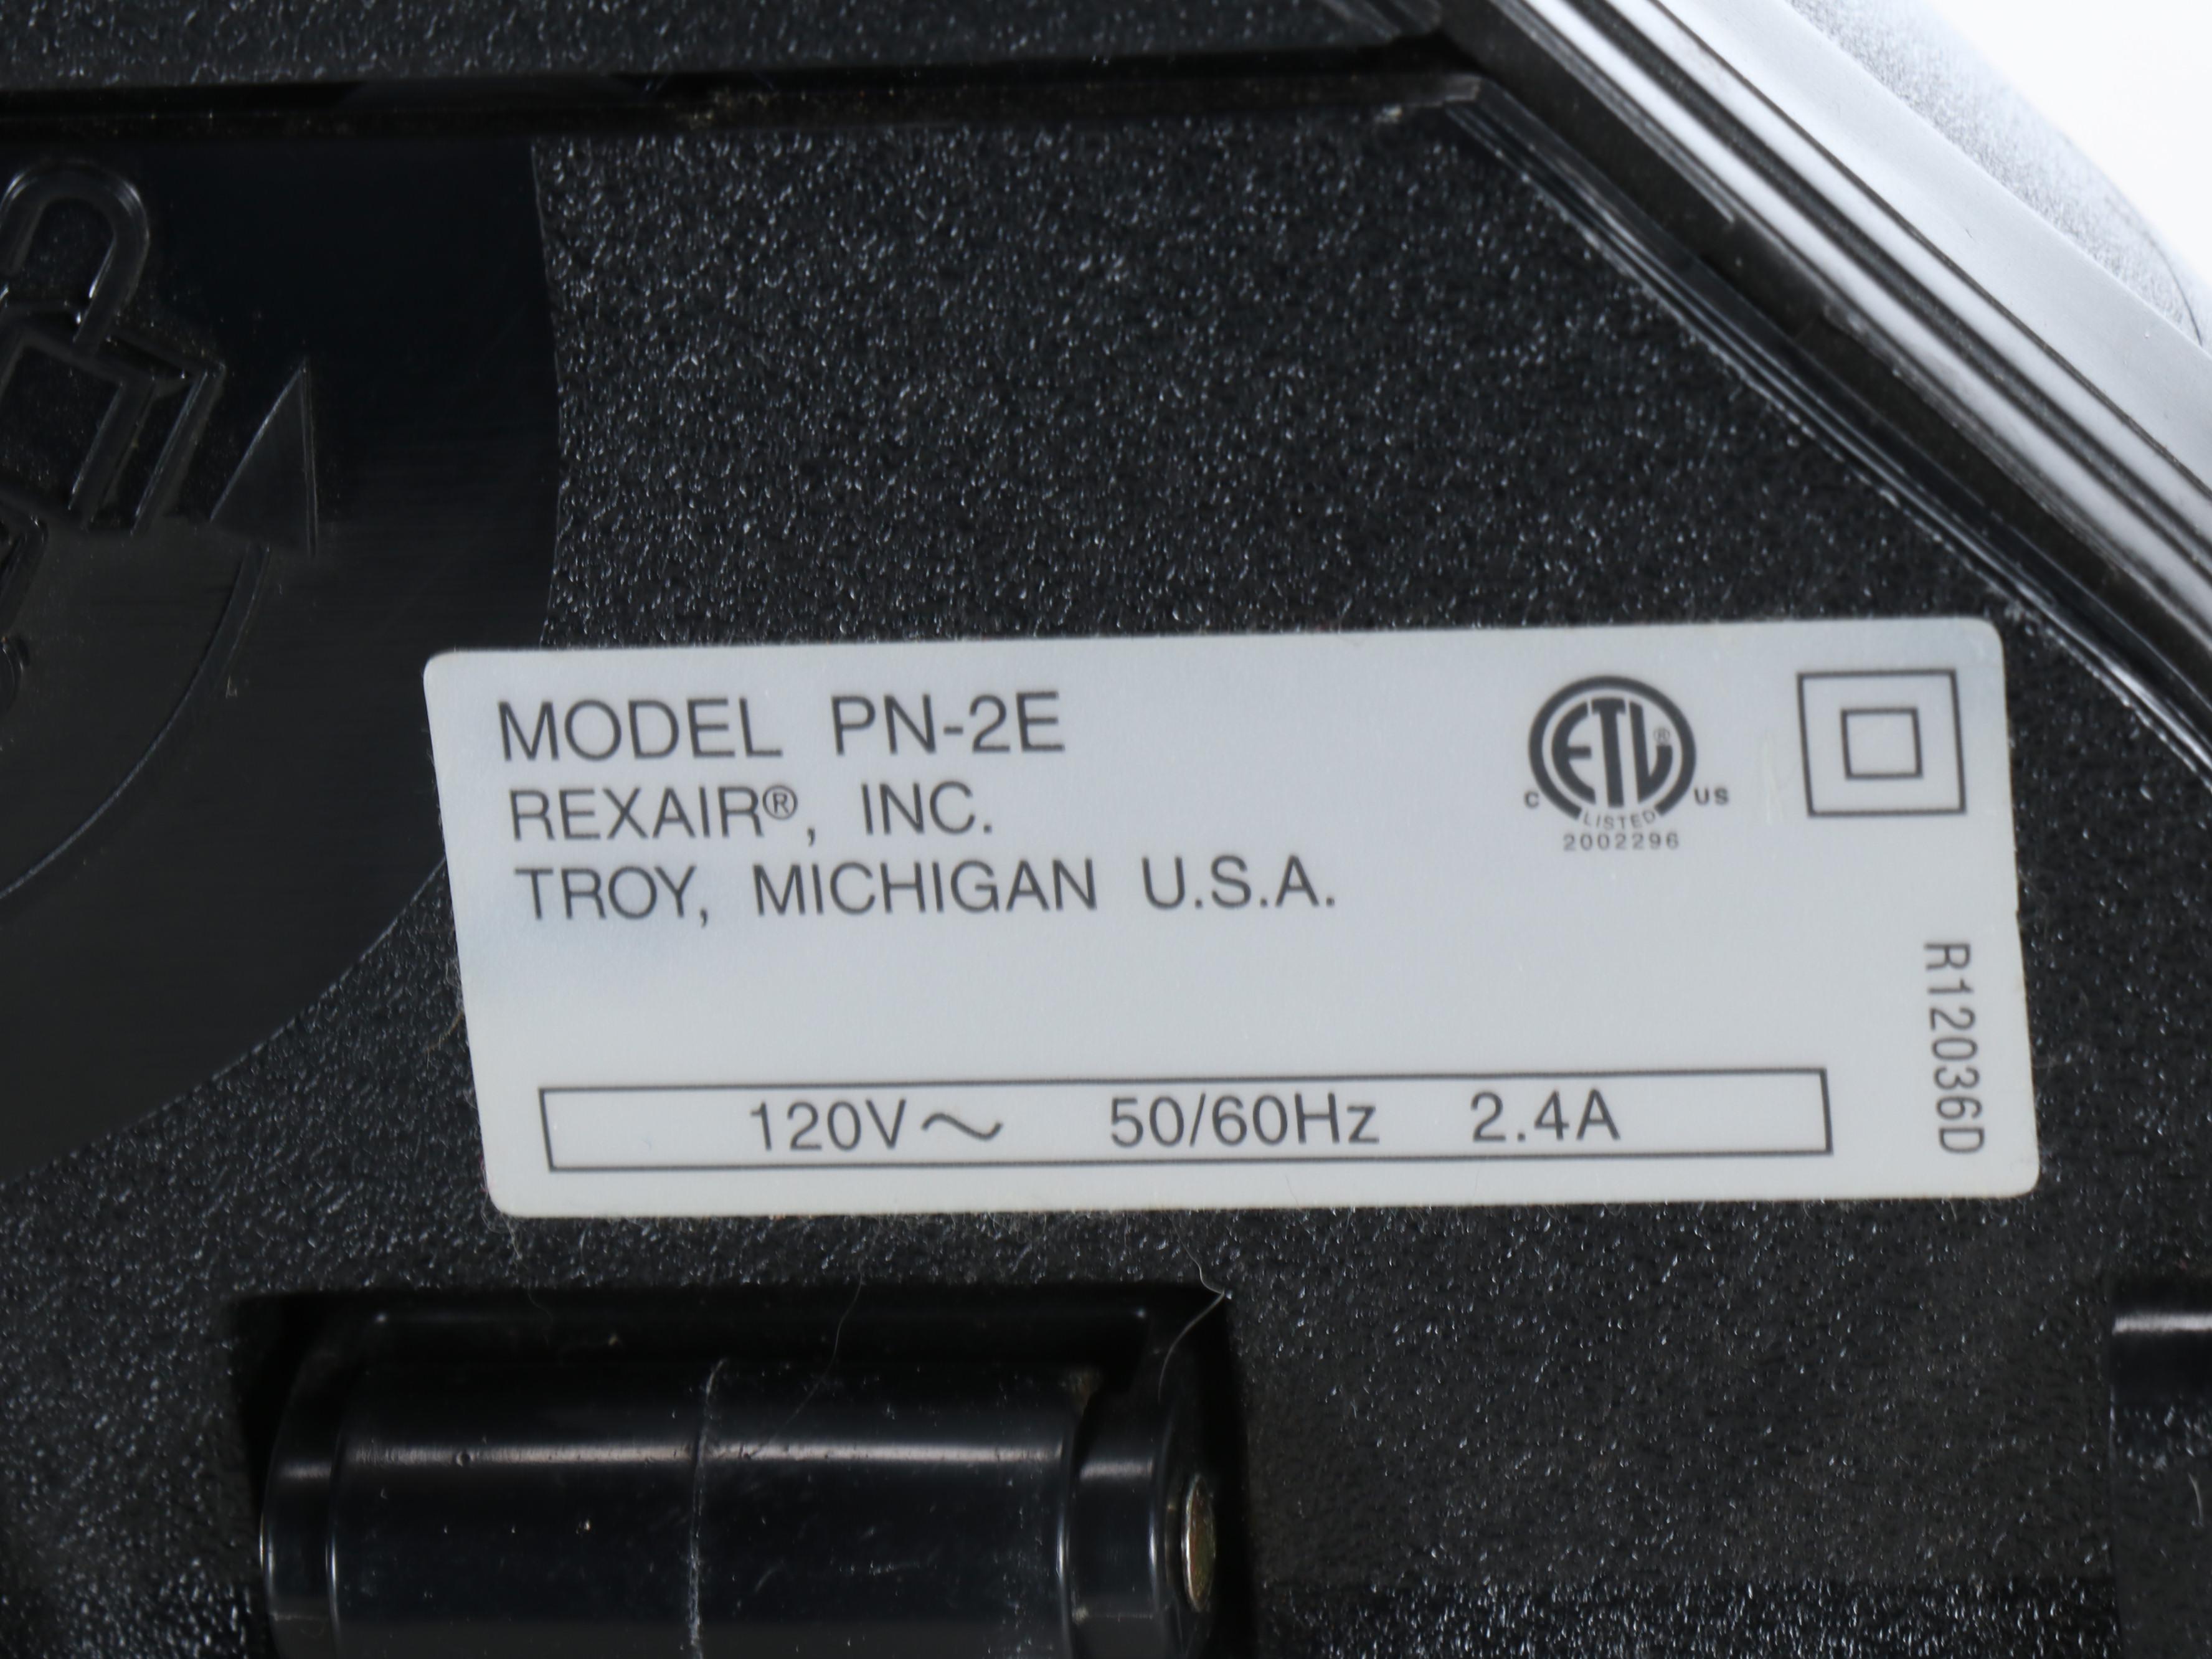 MODEL PN-2E
REXAIR®, INC.
TROY, MICHIGAN U.S.A.
ETL®
C US
LISTED
2002296
R12036D
120V~ 50/60Hz 2.4A